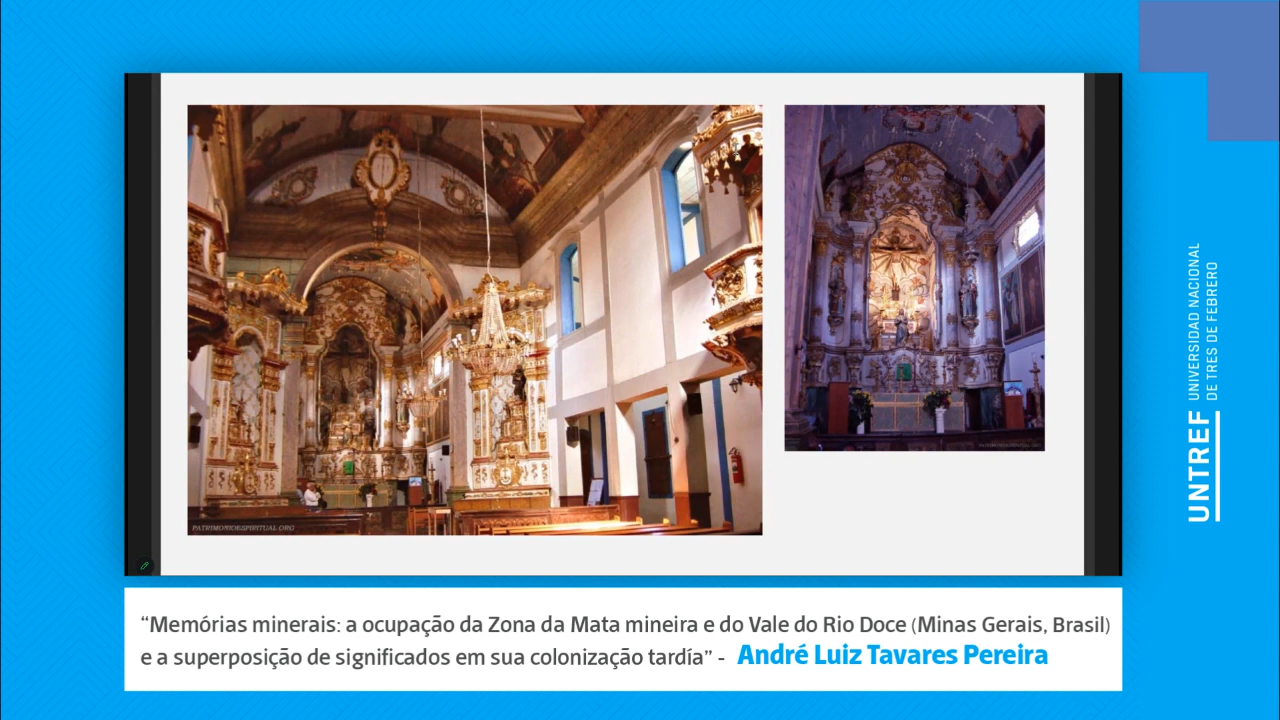 PATRIMONIOESPIRITUAL.ORG
“Memórias minerais: a ocupação da Zona da Mata mineira e do Vale do Rio Doce (Minas Gerais, Brasil)
e a superposição de significados em sua colonização tardía” - André Luiz Tavares Pereira
UNTREF
UNIVERSIDAD NACIONAL
DE TRES DE FEBRERO